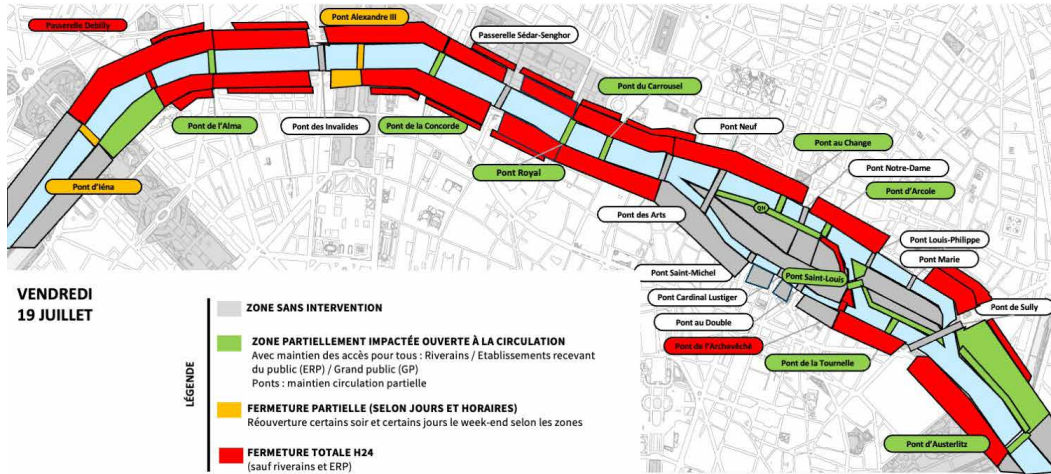 Pont Alexandre III
Passerelle Debilly
Passerelle Sédar-Senghor
Pont du Carrousel
Pont de l'Alma
Pont des Invalides
Pont de la Concorde
Pont Neuf
Pont au Change
Pont Notre-Dame
Pont Royal
Pont d'Arcole
Pont d'Iéna
QH
Pont des Arts
Pont Louis-Philippe
Pont Marie
Pont Saint-Michel
Pont Saint-Louis
Pont Cardinal Lustiger
Pont de Sully
Pont au Double
Pont de l'Archevêché
Pont de la Tournelle
Pont d'Austerlitz
VENDREDI
19 JUILLET
LÉGENDE
ZONE SANS INTERVENTION
ZONE PARTIELLEMENT IMPACTÉE OUVERTE À LA CIRCULATION
Avec maintien des accès pour tous : Riverains / Etablissements recevant
du public (ERP) / Grand public (GP)
Ponts : maintien circulation partielle
FERMETURE PARTIELLE (SELON JOURS ET HORAIRES)
Réouverture certains soir et certains jours le week-end selon les zones
FERMETURE TOTALE H24
(sauf riverains et ERP)